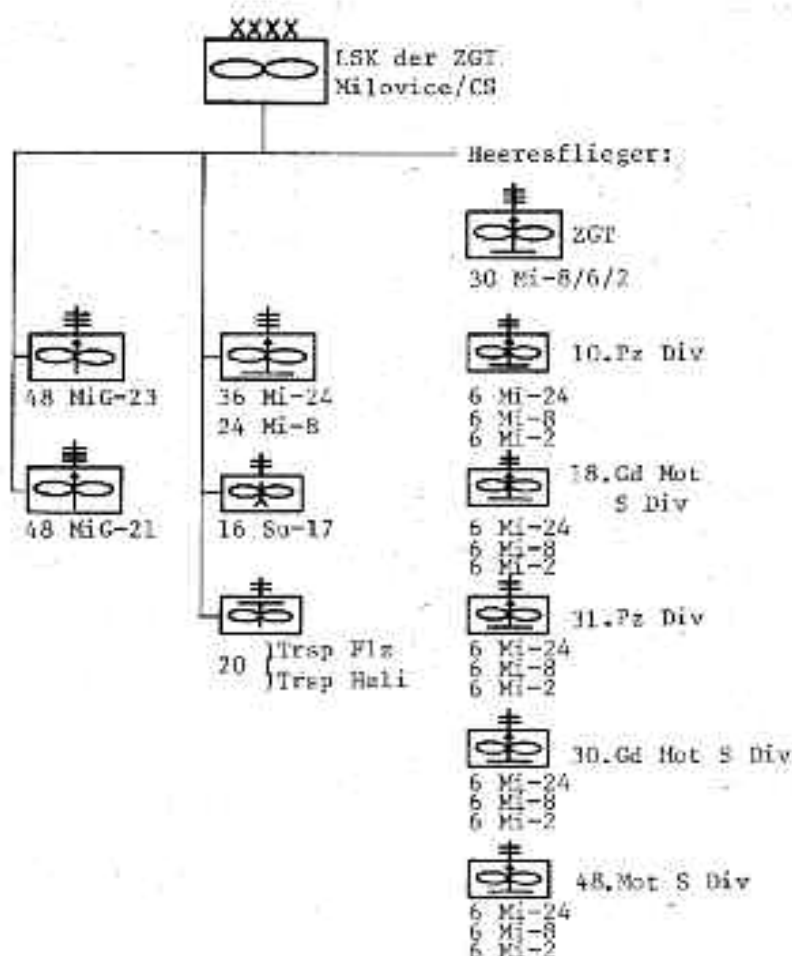 XXXX
LSK der ZGT
Milovice/CS
Heeresflieger:
ZGT
30 Mi-8/6/2
48 MiG-23
48 MiG-21
36 Mi-24
24 Mi-8
16 Su-17
20 )Trsp Flz
)Trsp Heli
10.Pz Div
6 Mi-24
6 Mi-8
6 Mi-2
18.Gd Mot
S Div
6 Mi-24
6 Mi-8
6 Mi-2
31.Pz Div
6 Mi-24
6 Mi-8
6 Mi-2
30.Gd Mot S Div
6 Mi-24
6 Mi-8
6 Mi-2
48.Mot S Div
6 Mi-24
6 Mi-8
6 Mi-2